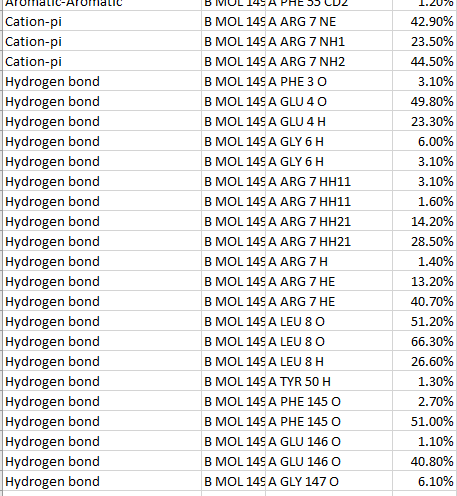 Aromatic-Aromatic B MOL 149 A PHE 55 CD2 1.20%
Cation-pi B MOL 149 A ARG 7 NE 42.90%
Cation-pi B MOL 149 A ARG 7 NH1 23.50%
Cation-pi B MOL 149 A ARG 7 NH2 44.50%
Hydrogen bond B MOL 149 A PHE 3 O 3.10%
Hydrogen bond B MOL 149 A GLU 4 O 49.80%
Hydrogen bond B MOL 149 A GLU 4 H 23.30%
Hydrogen bond B MOL 149 A GLY 6 H 6.00%
Hydrogen bond B MOL 149 A GLY 6 H 3.10%
Hydrogen bond B MOL 149 A ARG 7 HH11 3.10%
Hydrogen bond B MOL 149 A ARG 7 HH11 1.60%
Hydrogen bond B MOL 149 A ARG 7 HH21 14.20%
Hydrogen bond B MOL 149 A ARG 7 HH21 28.50%
Hydrogen bond B MOL 149 A ARG 7 H 1.40%
Hydrogen bond B MOL 149 A ARG 7 HE 13.20%
Hydrogen bond B MOL 149 A ARG 7 HE 40.70%
Hydrogen bond B MOL 149 A LEU 8 O 51.20%
Hydrogen bond B MOL 149 A LEU 8 O 66.30%
Hydrogen bond B MOL 149 A LEU 8 H 26.60%
Hydrogen bond B MOL 149 A TYR 50 H 1.30%
Hydrogen bond B MOL 149 A PHE 145 O 2.70%
Hydrogen bond B MOL 149 A PHE 145 O 51.00%
Hydrogen bond B MOL 149 A GLU 146 O 1.10%
Hydrogen bond B MOL 149 A GLU 146 O 40.80%
Hydrogen bond B MOL 149 A GLY 147 O 6.10%